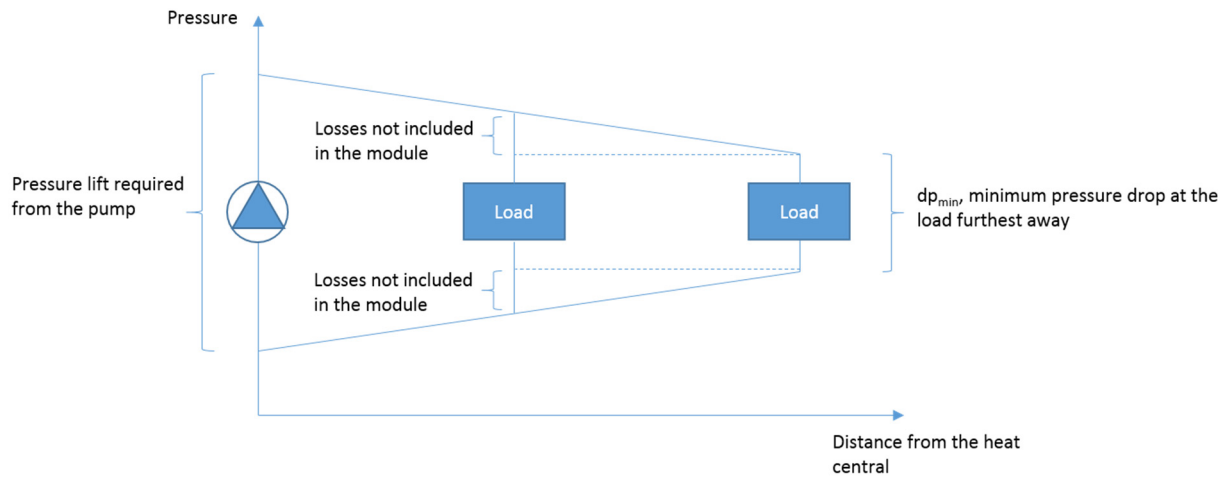 Pressure
Losses not included
in the module
Pressure lift required
from the pump
Load
Load
dpmin, minimum pressure drop at the
load furthest away
Losses not included
in the module
Distance from the heat
central